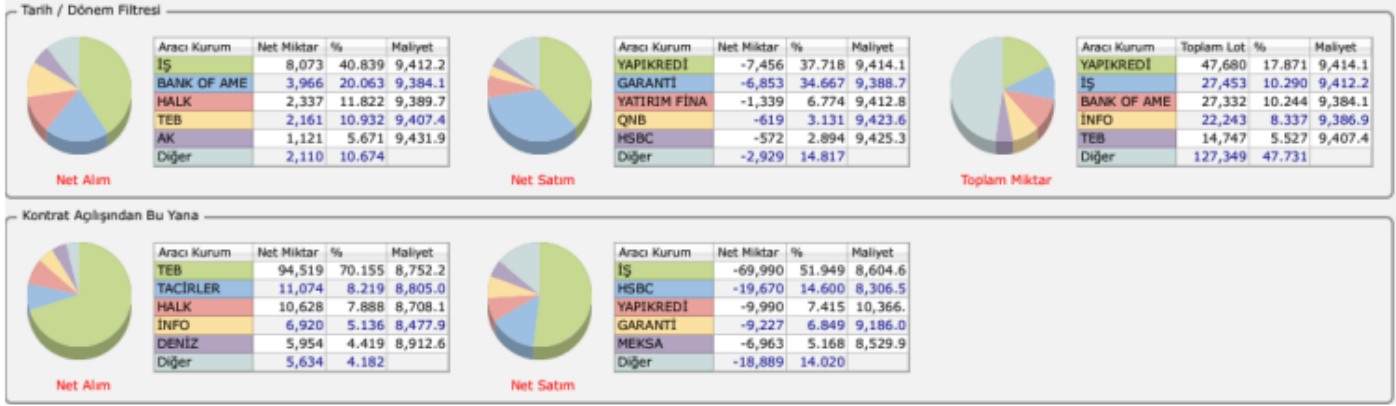 Tarih / Dönem Filtresi
Aracı Kurum Net Miktar % Maliyet
İŞ 8,073 40.839 9,412.2
BANK OF AME 3,966 20.063 9,384.1
HALK 2,337 11.822 9,389.7
TEB 2,161 10.932 9,407.4
AK 1,121 5.671 9,431.9
Diğer 2,110 10.674
Net Alım
Aracı Kurum Net Miktar % Maliyet
YAPIKREDİ -7,456 37.718 9,414.1
GARANTİ -6,853 34.667 9,388.7
YATIRIM FİNA -1,339 6.774 9,412.8
QNB -619 3.131 9,423.6
HSBC -572 2.894 9,425.3
Diğer -2,929 14.817
Net Satım
Aracı Kurum Toplam Lot % Maliyet
YAPIKREDİ 47,680 17.871 9,414.1
İŞ 27,453 10.290 9,412.2
BANK OF AME 27,332 10.244 9,384.1
İNFO 22,243 8.337 9,386.9
TEB 14,747 5.527 9,407.4
Diğer 127,349 47.731
Toplam Miktar
Kontrat Açılışından Bu Yana
Aracı Kurum Net Miktar % Maliyet
TEB 94,519 70.155 8,752.2
TACİRLER 11,074 8.219 8,805.0
HALK 10,628 7.888 8,708.1
İNFO 6,920 5.136 8,477.9
DENİZ 5,954 4.419 8,912.6
Diğer 5,634 4.182
Net Alım
Aracı Kurum Net Miktar % Maliyet
İŞ -69,990 51.949 8,604.6
HSBC -19,670 14.600 8,306.5
YAPIKREDİ -9,990 7.415 10,366.
GARANTİ -9,227 6.849 9,186.0
MEKSA -6,963 5.168 8,529.9
Diğer -18,889 14.020
Net Satım